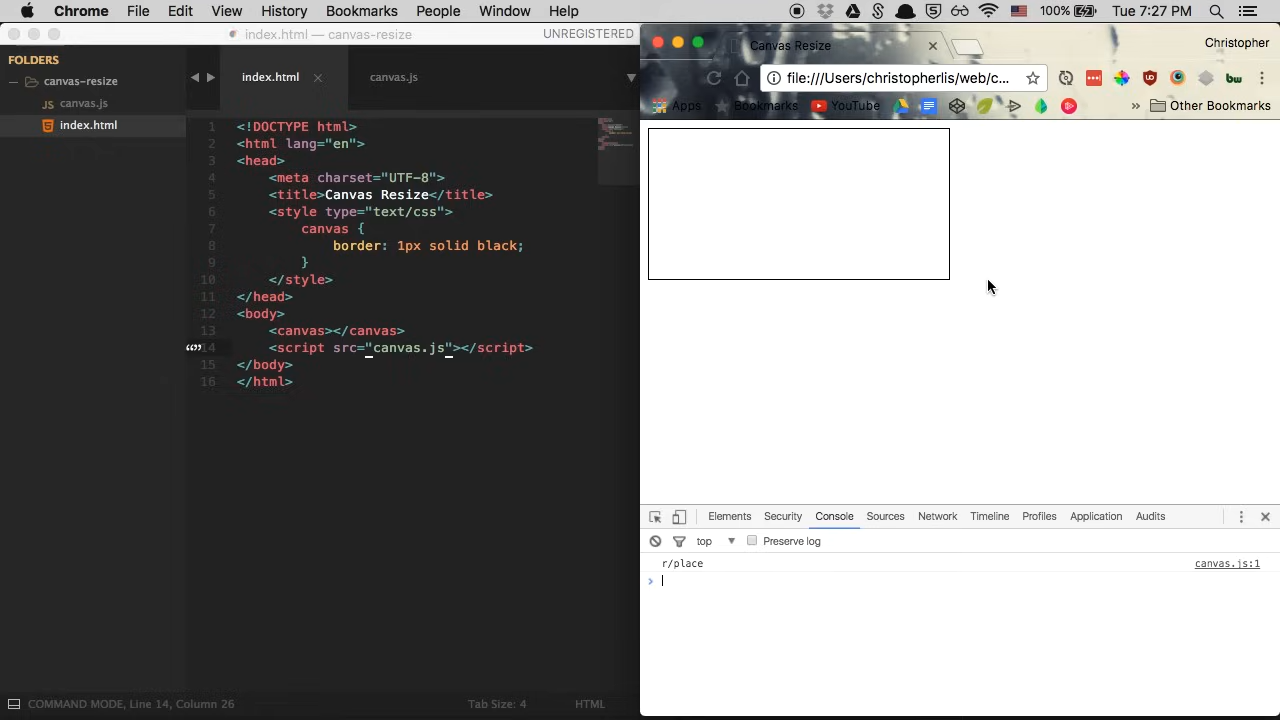 Chrome File Edit View History Bookmarks People Window Help 100% Tue 7:27 PM
index.html — canvas-resize UNREGISTERED
FOLDERS
canvas-resize
canvas.js
index.html
index.html canvas.js
1 <!DOCTYPE html>
2 <html lang="en">
3 <head>
4 <meta charset="UTF-8">
5 <title>Canvas Resize</title>
6 <style type="text/css">
7 canvas {
8 border: 1px solid black;
9 }
10 </style>
11 </head>
12 <body>
13 <canvas></canvas>
14 <script src="canvas.js"></script>
15 </body>
16 </html>
COMMAND MODE, Line 14, Column 26 Tab Size: 4 HTML
Canvas Resize Christopher
file:///Users/christopherlis/web/c... bw
Apps Bookmarks YouTube » Other Bookmarks
Elements Security Console Sources Network Timeline Profiles Application Audits
top Preserve log
r/place canvas.js:1